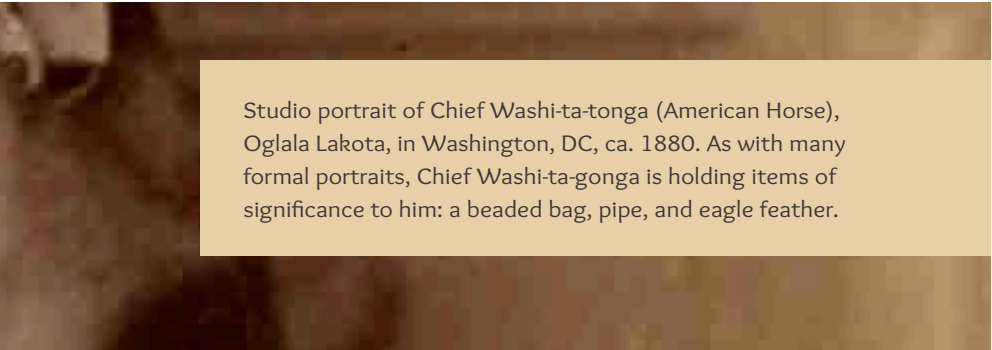 Studio portrait of Chief Washi-ta-tonga (American Horse),
Oglala Lakota, in Washington, DC, ca. 1880. As with many
formal portraits, Chief Washi-ta-gonga is holding items of
significance to him: a beaded bag, pipe, and eagle feather.